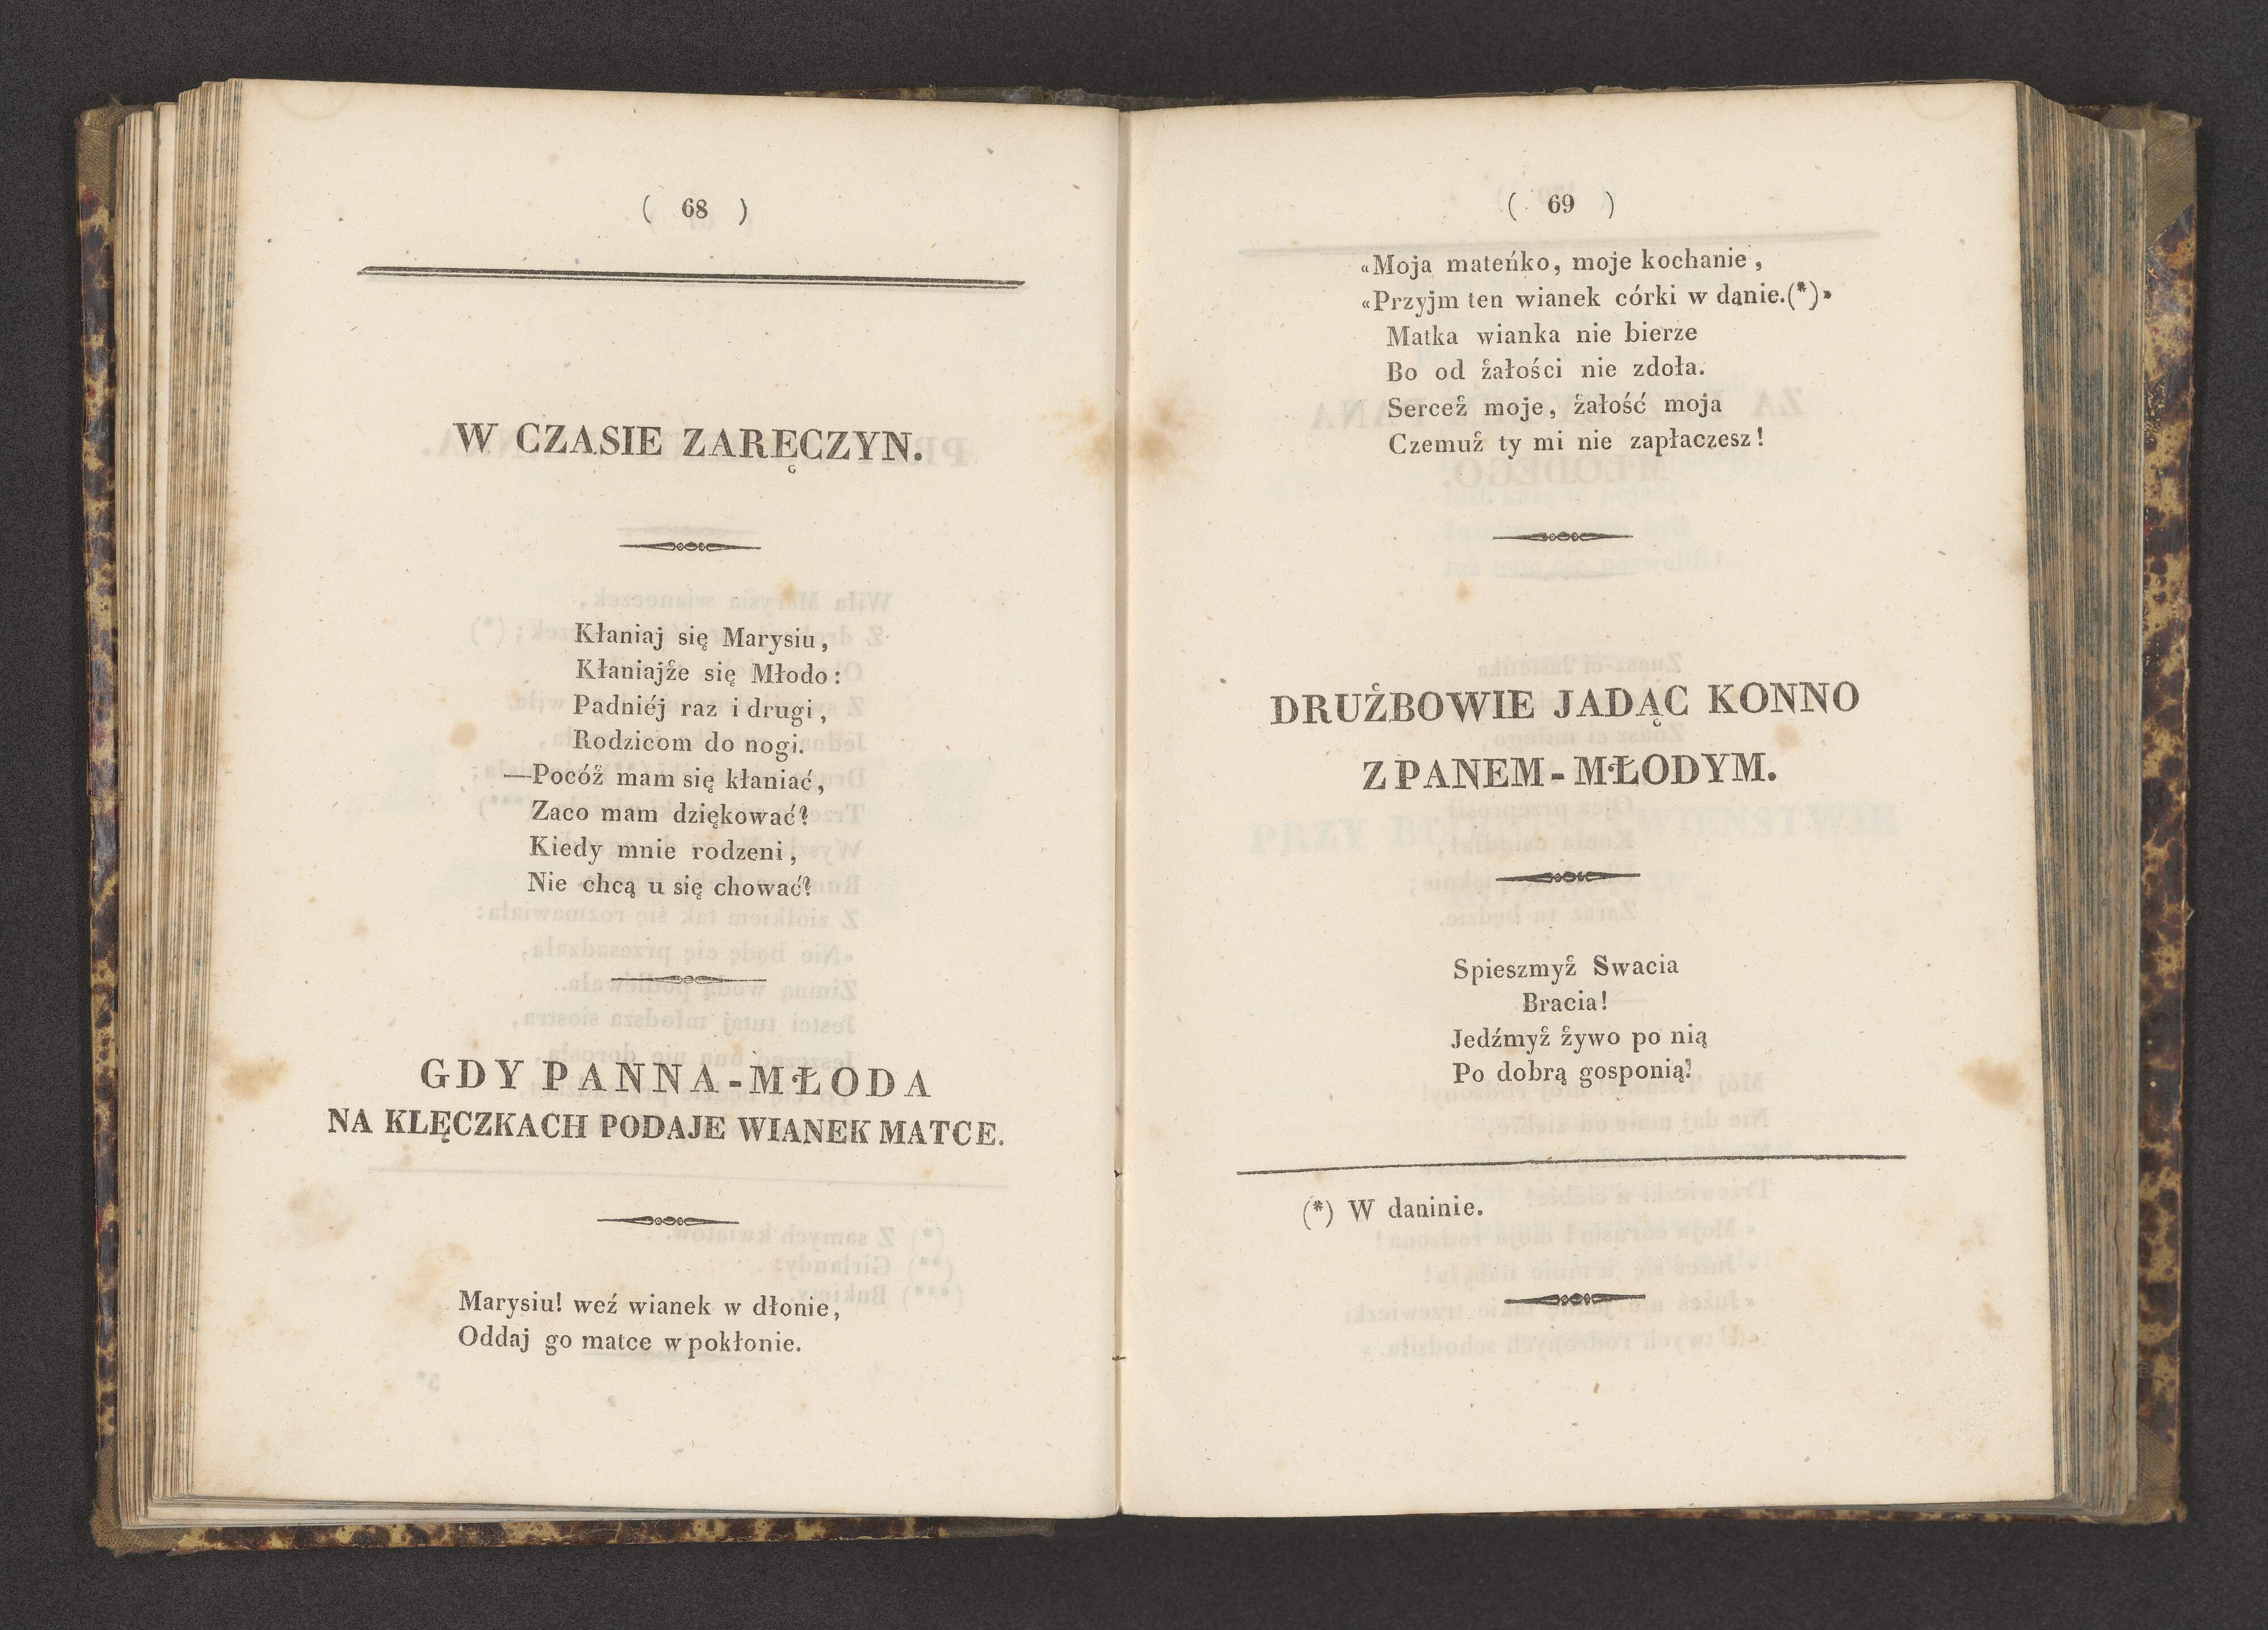 ( 68 )
W CZASIE ZARĘCZYN.
Kłaniaj się Marysiu,
Kłaniajże się Młodo:
Padniéj raz i drugi,
Rodzicom do nogi.
—Pocóż mam się kłaniać,
Zaco mam dziękować?
Kiedy mnie rodzeni,
Nie chcą u się chować?
GDY PANNA-MŁODA
NA KLĘCZKACH PODAJE WIANEK MATCE.
Marysiu! weź wianek w dłonie,
Oddaj go matce w pokłonie.
( 69 )
«Moja mateńko, moje kochanie,
«Przyjm ten wianek córki w dąnie.(*)»
Matka wianka nie bierze
Bo od żałości nie zdoła.
Serceż moje, żałość moja
Czemuż ty mi nie zapłaczesz!
DRUŻBOWIE JADĄC KONNO
Z PANEM-MŁODYM.
Spieszmyż Swacia
Bracia!
Jedźmyż żywo po nią
Po dobrą gosponią?
(*) W daninie.